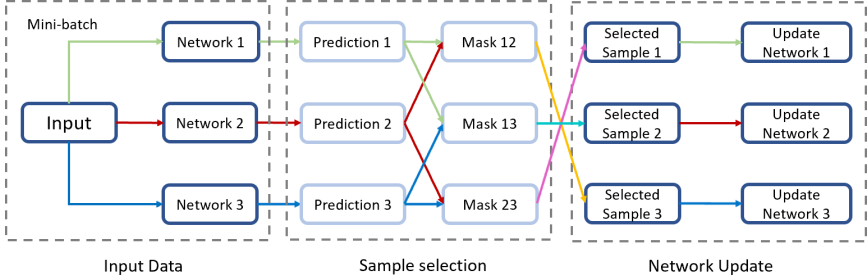 Mini-batch
Input
Network 1
Network 2
Network 3
Prediction 1
Prediction 2
Prediction 3
Mask 12
Mask 13
Mask 23
Selected
Sample 1
Selected
Sample 2
Selected
Sample 3
Update
Network 1
Update
Network 2
Update
Network 3
Input Data
Sample selection
Network Update